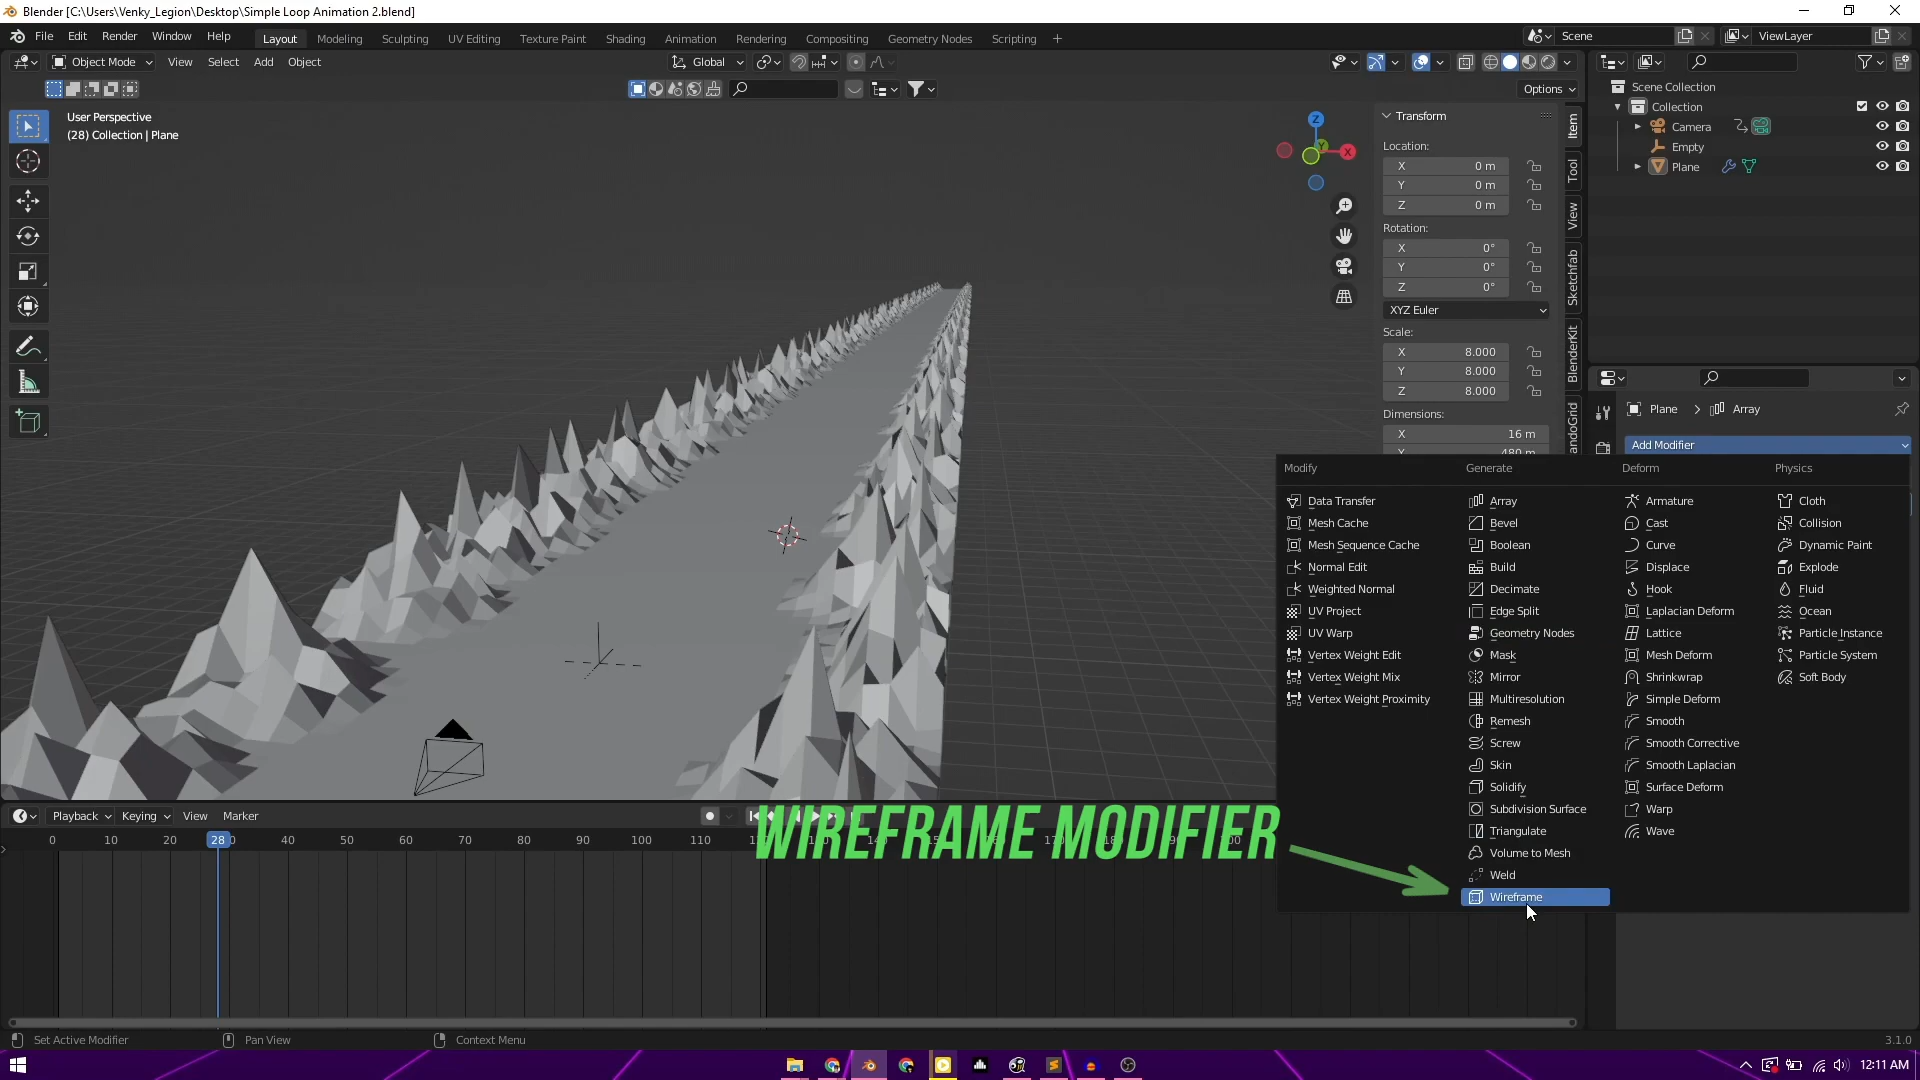 Blender [C:\Users\Venky_Legion\Desktop\Simple Loop Animation 2.blend]
File Edit Render Window Help Layout Modeling Sculpting UV Editing Texture Paint Shading Animation Rendering Compositing Geometry Nodes Scripting + Scene ViewLayer
Object Mode View Select Add Object Global
Options
User Perspective
(28) Collection | Plane
Z
Y
X
Transform
Location:
X 0 m
Y 0 m
Z 0 m
Rotation:
X 0°
Y 0°
Z 0°
XYZ Euler
Scale:
X 8.000
Y 8.000
Z 8.000
Dimensions:
X 16 m
Item
Tool
View
Sketchfab
BlenderKit
Scene Collection
Collection
Camera
Empty
Plane
Plane > Array
Add Modifier
Modify Generate Deform Physics
Data Transfer Array Armature Cloth
Mesh Cache Bevel Cast Collision
Mesh Sequence Cache Boolean Curve Dynamic Paint
Normal Edit Build Displace Explode
Weighted Normal Decimate Hook Fluid
UV Project Edge Split Laplacian Deform Ocean
UV Warp Geometry Nodes Lattice Particle Instance
Vertex Weight Edit Mask Mesh Deform Particle System
Vertex Weight Mix Mirror Shrinkwrap Soft Body
Vertex Weight Proximity Multiresolution Simple Deform
Remesh Smooth
Screw Smooth Corrective
Skin Smooth Laplacian
Solidify Surface Deform
Subdivision Surface Warp
Triangulate Wave
Volume to Mesh
Weld
Wireframe
WIREFRAME MODIFIER
Playback Keying View Marker
0 10 20 28 40 50 60 70 80 90 100 110
Set Active Modifier Pan View Context Menu 3.1.0
12:11 AM